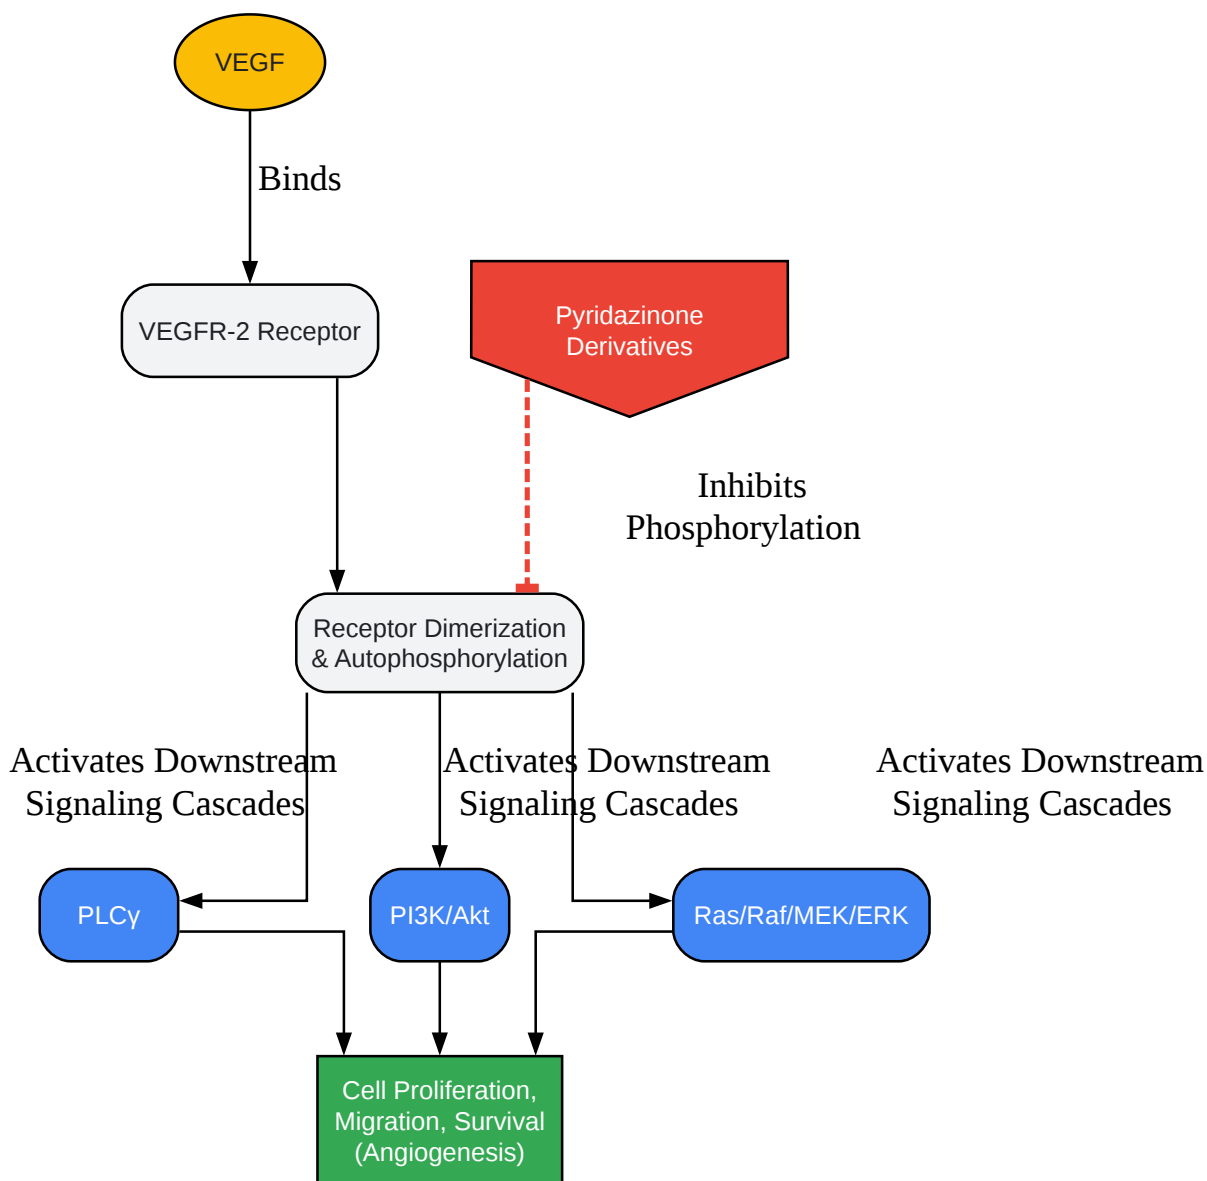 VEGF
Binds
VEGFR-2 Receptor
Pyridazinone
Derivatives
Inhibits
Phosphorylation
Receptor Dimerization
& Autophosphorylation
Activates Downstream
Signaling Cascades
Activates Downstream
Signaling Cascades
Activates Downstream
Signaling Cascades
PLCγ
PI3K/Akt
Ras/Raf/MEK/ERK
Cell Proliferation,
Migration, Survival
(Angiogenesis)